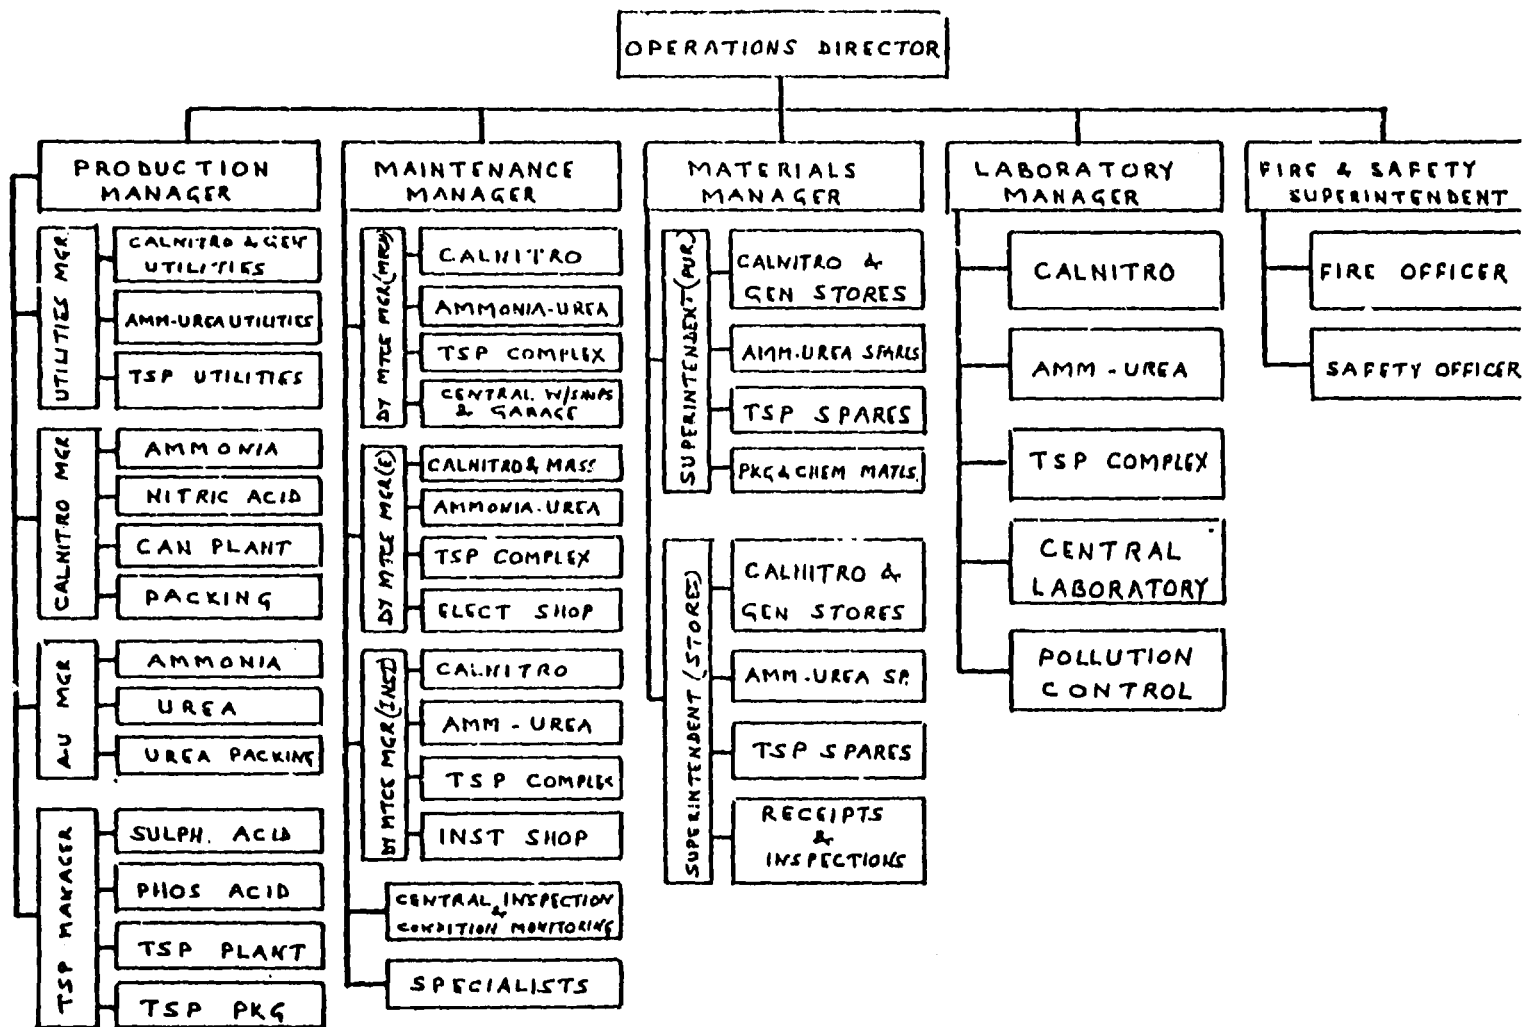 OPERATIONS DIRECTOR
PRODUCTION
MANAGER
UTILITIES MGR.
CALNITRO & GEN
UTILITIES
AMM-UREA UTILITIES
TSP UTILITIES
CALNITRO MGR
AMMONIA
NITRIC ACID
CAN PLANT
PACKING
ALU MGR
AMMONIA
UREA
UREA PACKING
TSP MANAGER
SULPH. ACID
PHOS ACID
TSP PLANT
TSP PKG
MAINTENANCE
MANAGER
DY MTCE MGR (MECH)
CALNITRO
AMMONIA-UREA
TSP COMPLEX
CENTRAL W/SHPS
& GARAGE
DY MTCE MGR (E)
CALNITRO & MASS
AMMONIA-UREA
TSP COMPLEX
ELECT SHOP
DY MTCE MGR (INST)
CALNITRO
AMM - UREA
TSP COMPLEX
INST SHOP
CENTRAL INSPECTION
&
CONDITION MONITORING
SPECIALISTS
MATERIALS
MANAGER
SUPERINTENDENT (PUR.)
CALNITRO &
GEN STORES
AMM-UREA SPARES
TSP SPARES
PKG & CHEM MATLS.
SUPERINTENDENT (STORES)
CALNITRO &
GEN STORES
AMM-UREA SP.
TSP SPARES
RECEIPTS
&
INSPECTIONS
LABORATORY
MANAGER
CALNITRO
AMM - UREA
TSP COMPLEX
CENTRAL
LABORATORY
POLLUTION
CONTROL
FIRE & SAFETY
SUPERINTENDENT
FIRE OFFICER
SAFETY OFFICER